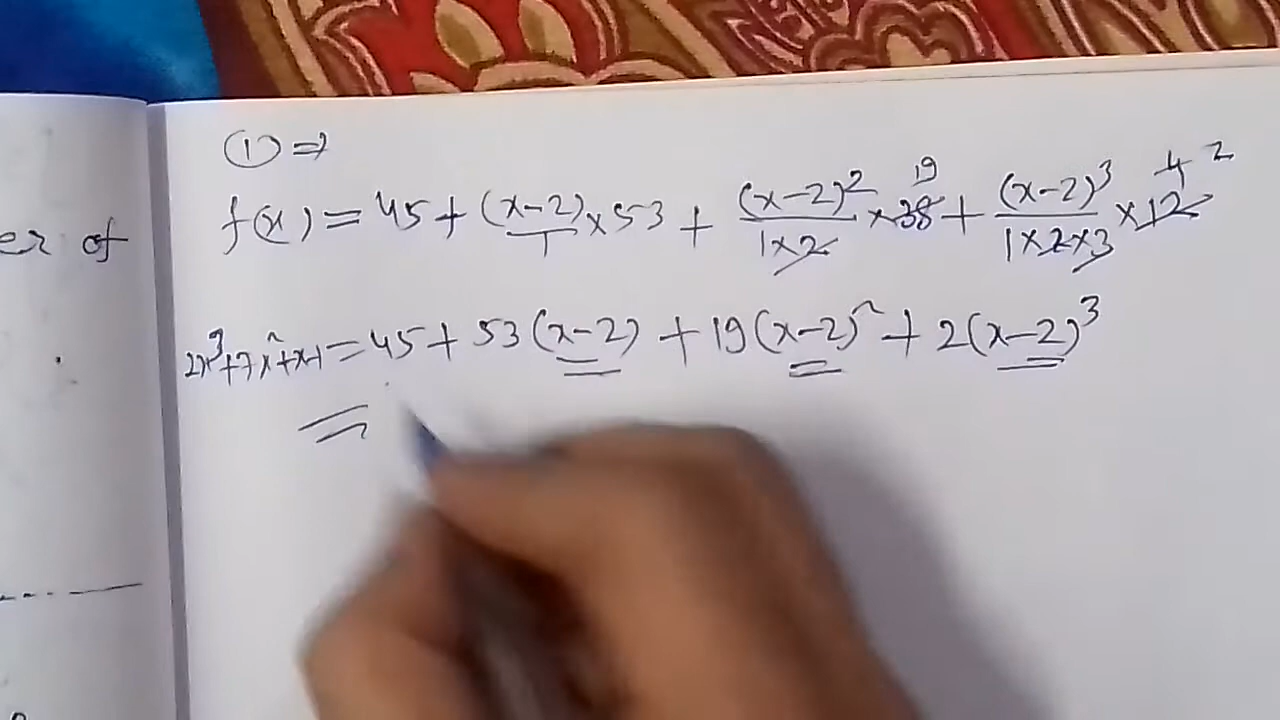 ① ⇒
er of
f(x) = 45 + (x-2)/1 × 53 + (x-2)²/1×2 × 38 19 + (x-2)³/1×2×3 × 12 4 2
2x³+7x²+x-1 = 45 + 53(x-2) + 19(x-2)² + 2(x-2)³